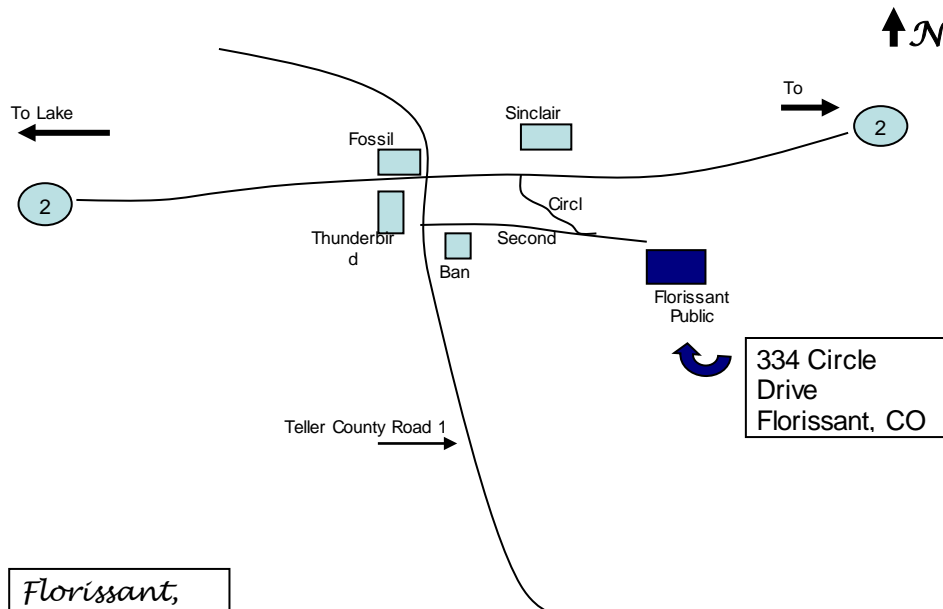 N
To
To Lake
Sinclair
2
Fossil
2
Circl
Thunderbir
d
Second
Ban
Florissant
Public
334 Circle
Drive
Florissant, CO
Teller County Road 1
Florissant,